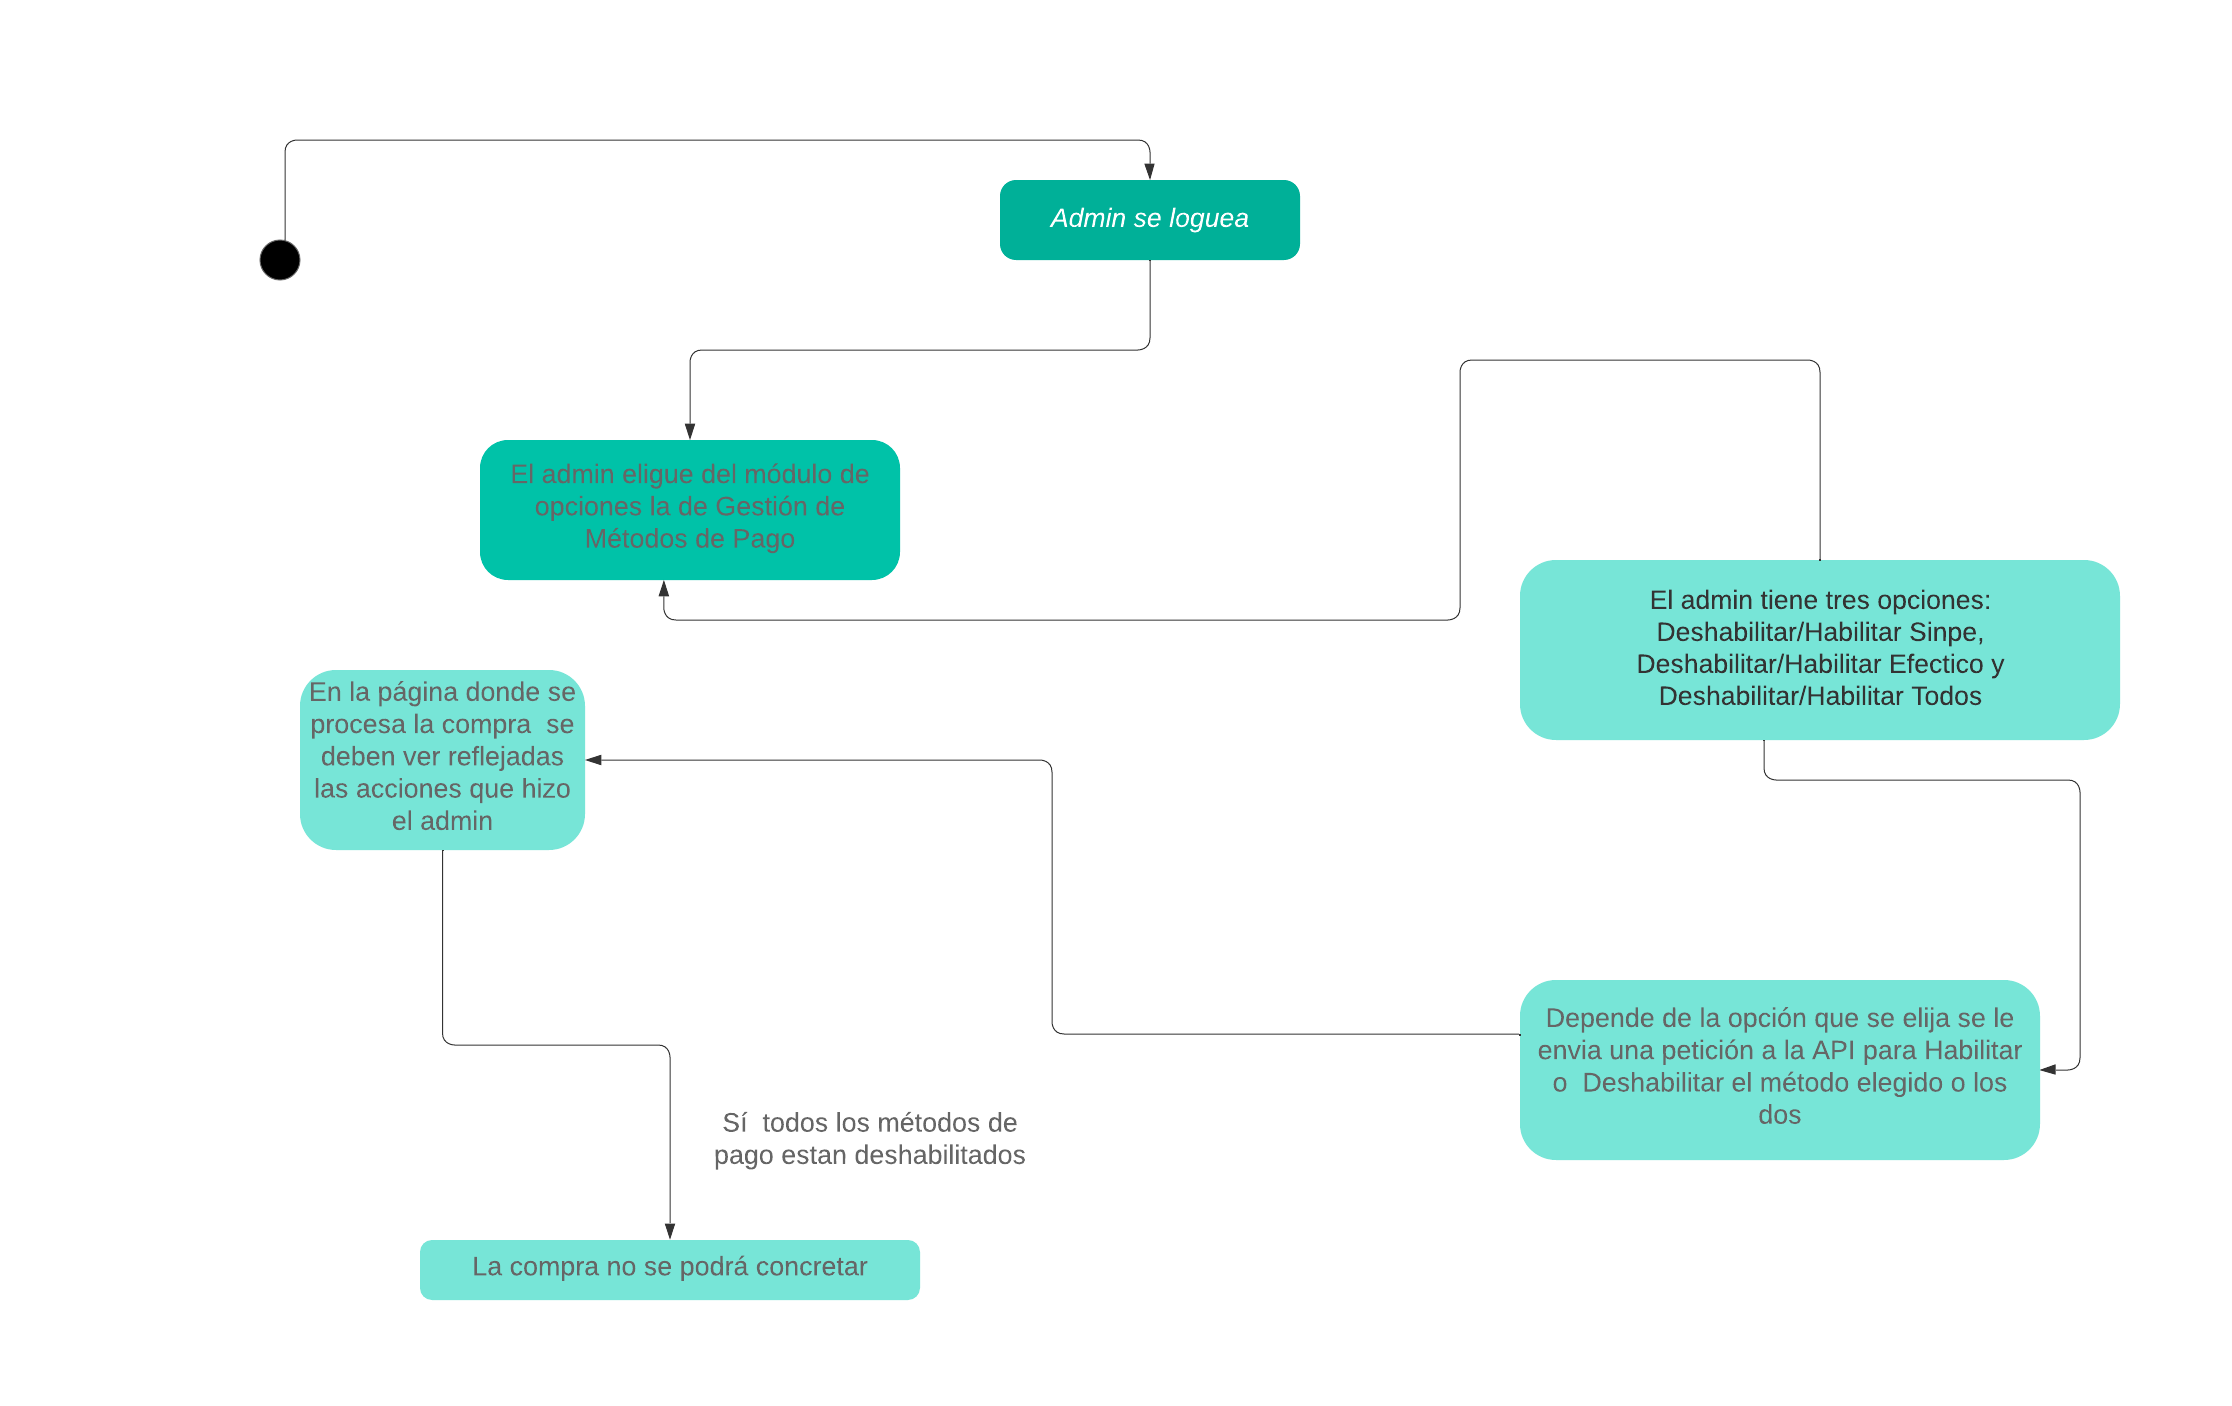 Admin se loguea
El admin eligue del módulo de
opciones la de Gestión de
Métodos de Pago
El admin tiene tres opciones:
Deshabilitar/Habilitar Sinpe,
Deshabilitar/Habilitar Efectico y
Deshabilitar/Habilitar Todos
En la página donde se
procesa la compra  se
deben ver reflejadas
las acciones que hizo
el admin
Depende de la opción que se elija se le
envia una petición a la API para Habilitar
o  Deshabilitar el método elegido o los
dos
Sí  todos los métodos de
pago estan deshabilitados
La compra no se podrá concretar